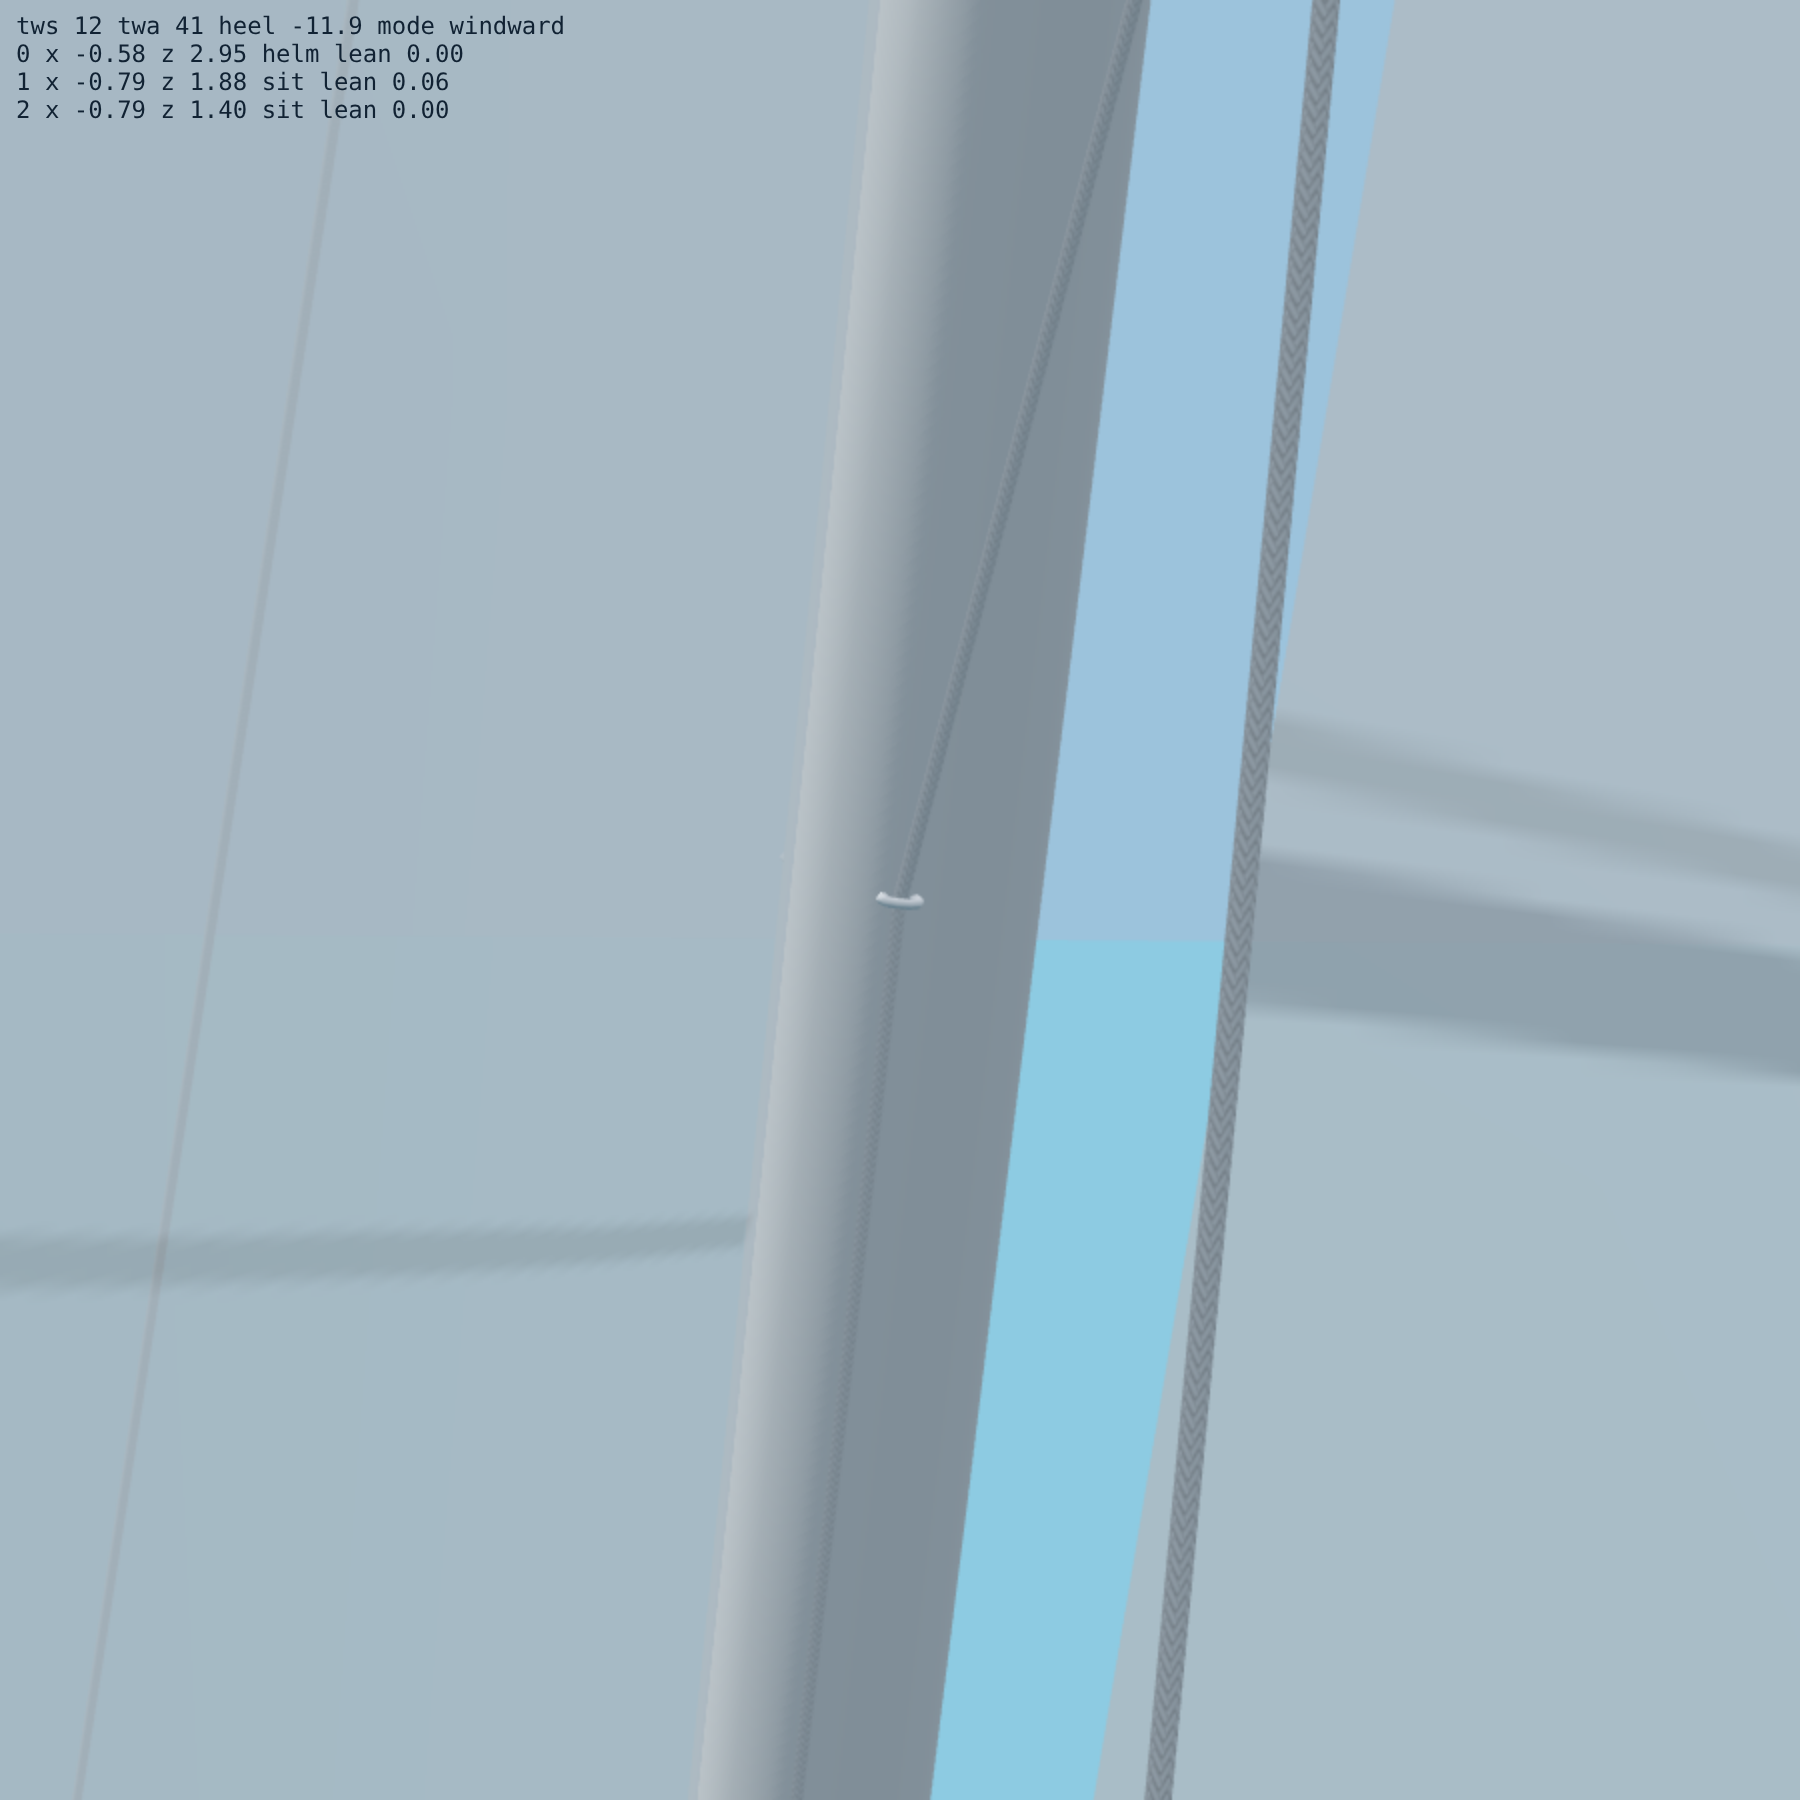 tws 12 twa 41 heel -11.9 mode windward
0 x -0.58 z 2.95 helm lean 0.00
1 x -0.79 z 1.88 sit lean 0.06
2 x -0.79 z 1.40 sit lean 0.00